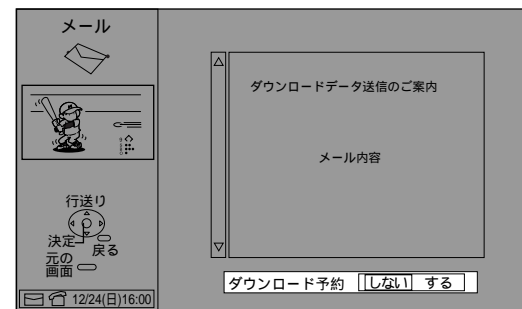 メール
行送り
決定
戻る
元の
画面
12/24(日)16:00
ダウンロードデータ送信のご案内
メール内容
ダウンロード予約 しない する